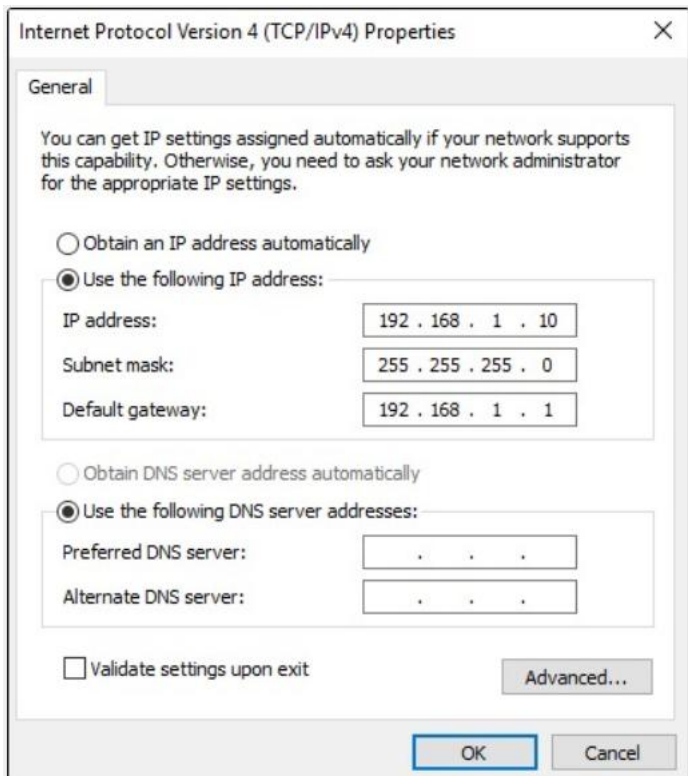 Internet Protocol Version 4 (TCP/IPv4) Properties
General
You can get IP settings assigned automatically if your network supports
this capability. Otherwise, you need to ask your network administrator
for the appropriate IP settings.
Obtain an IP address automatically
Use the following IP address:
IP address: 192 . 168 . 1 . 10
Subnet mask: 255 . 255 . 255 . 0
Default gateway: 192 . 168 . 1 . 1
Obtain DNS server address automatically
Use the following DNS server addresses:
Preferred DNS server: . . .
Alternate DNS server: . . .
Validate settings upon exit
Advanced...
OK Cancel